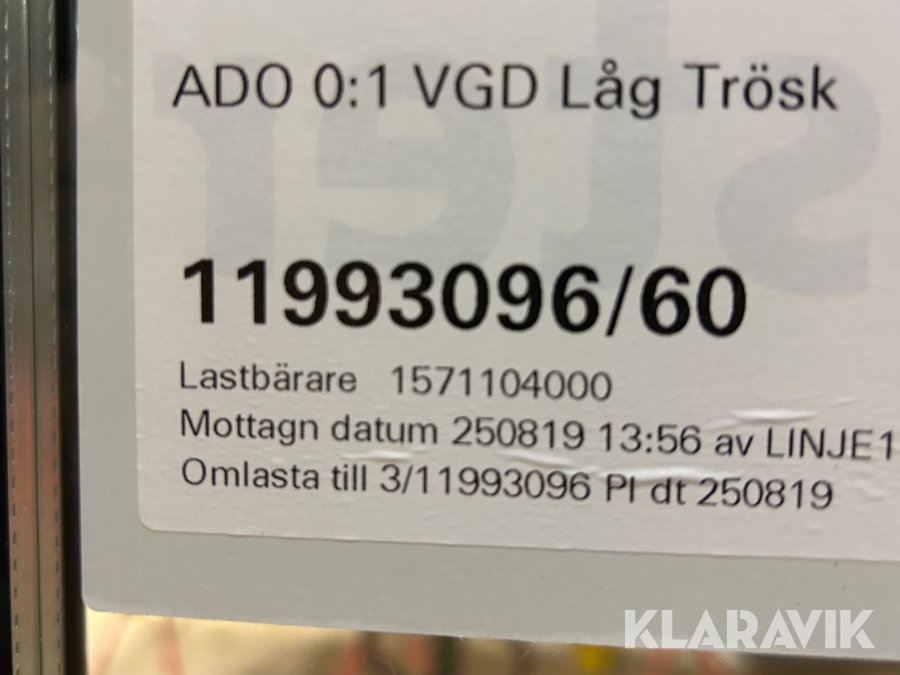 ADO 0:1 VGD Låg Trösk
11993096/60
Lastbärare 1571104000
Mottagn datum 250819 13:56 av LINJE1
Omlasta till 3/11993096 Pl dt 250819
KLARAVIK